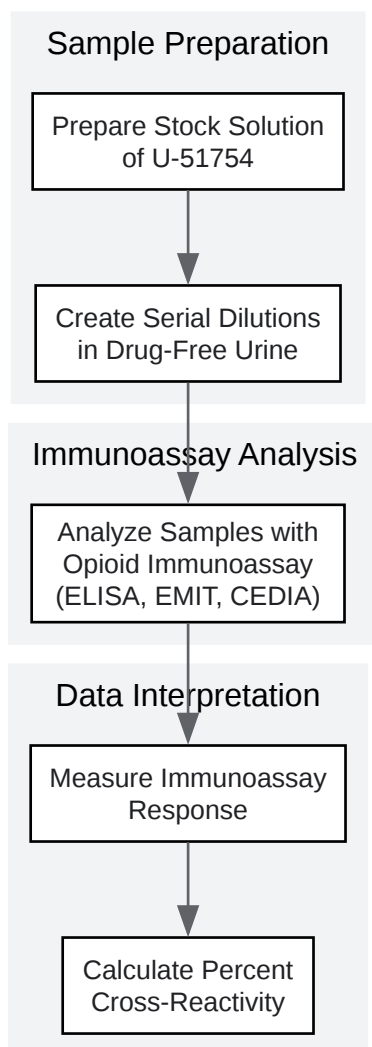 Sample Preparation
Prepare Stock Solution
of U-51754
Create Serial Dilutions
in Drug-Free Urine
Immunoassay Analysis
Analyze Samples with
Opioid Immunoassay
(ELISA, EMIT, CEDIA)
Data Interpretation
Measure Immunoassay
Response
Calculate Percent
Cross-Reactivity